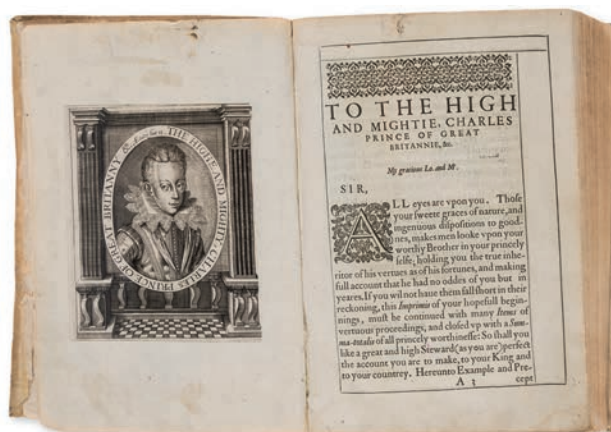 THE HIGHE AND MIGHTY CHARLES PRINCE OF GREAT BRITANNY &
TO THE HIGH
AND MIGHTIE, CHARLES
PRINCE OF GREAT
BRITANNIE, &c.
My gracious Lo. and Mr.
SIR,
ALL eyes are vpon you. Those
your sweete graces of nature, and
ingenuous dispositions to good-
nes, makes men looke vpon your
worthy Brother in your princely
selfe, holding you the true inhe-
ritor of his vertues as of his fortunes, and making
full account that he had no oddes of you but in
yeares. If you wil not haue them fall short in their
reckoning, this Imprimis of your hopefull begin-
nings, must be continued with many Items of
vertuous proceedings, and closed vp with a Sum-
ma-totalis of all princely worthinesse: So shall you
like a great and high Steward (as you are) perfect
the account you are to make, to your King and
to your countrey. Hereunto Example and Pre-
A 3 cept